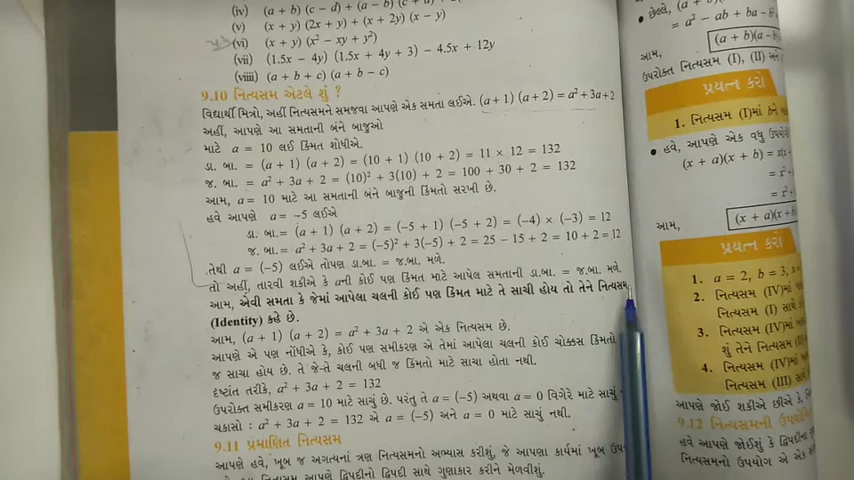 (iv) (a + b) (c − d) + (a − b) (c +
(v) (x + y) (2x + y) + (x + 2y) (x − y)
(vi) (x + y) (x² − xy + y²)
(vii) (1.5x − 4y) (1.5x + 4y + 3) − 4.5x + 12y
(viiii) (a + b + c) (a + b − c)
9.10 નિત્યસમ એટલે શું ?
વિદ્યાર્થી મિત્રો, અહીં નિત્યસમને સમજવા આપણે એક સમતા લઈએ. (a + 1) (a + 2) = a² + 3a + 2
અહીં, આપણે આ સમતાની બંને બાજુઓ
માટે a = 10 લઈ કિંમત શોધીએ.
ડા. બા. = (a + 1) (a + 2) = (10 + 1) (10 + 2) = 11 × 12 = 132
જ. બા. = a² + 3a + 2 = (10)² + 3(10) + 2 = 100 + 30 + 2 = 132
આમ, a = 10 માટે આ સમતાની બંને બાજુની કિંમતો સરખી છે.
હવે આપણે a = −5 લઈએ
ડા. બા.= (a + 1) (a + 2) = (−5 + 1) (−5 + 2) = (−4) × (−3) = 12
જ. બા.= a² + 3a + 2 = (−5)² + 3(−5) + 2 = 25 − 15 + 2 = 10 + 2 = 12
તેથી a = (−5) લઈએ તોપણ ડા.બા. = જ.બા. મળે.
તો અહીં, તારવી શકીએ કે aની કોઈ પણ કિંમત માટે આપેલ સમતાની ડા.બા. = જ.બા. મળે.
આમ, એવી સમતા કે જેમાં આપેલા ચલની કોઈ પણ કિંમત માટે તે સાચી હોય તો તેને નિત્યસમ
(Identity) કહે છે.
આમ, (a + 1) (a + 2) = a² + 3a + 2 એ એક નિત્યસમ છે.
આપણે એ પણ નોંધીએ કે, કોઈ પણ સમીકરણ એ તેમાં આપેલા ચલની કોઈ ચોક્કસ કિંમતો
જ સાચા હોય છે. તે જે-તે ચલની બધી જ કિંમતો માટે સાચા હોતા નથી.
દૃષ્ટાંત તરીકે, a² + 3a + 2 = 132
ઉપરોક્ત સમીકરણ a = 10 માટે સાચું છે. પરંતુ તે a = (−5) અથવા a = 0 વિગેરે માટે સાચું
ચકાસો : a² + 3a + 2 = 132 એ a = (−5) અને a = 0 માટે સાચું નથી.
9.11 પ્રમાણિત નિત્યસમ
આપણે હવે, ખૂબ જ અગત્યનાં ત્રણ નિત્યસમનો અભ્યાસ કરીશું, જે આપણા કાર્યમાં ખૂબ
આપણે દ્વિપદીનો દ્વિપદી સાથે ગુણાકાર કરીને મેળવીશું.
• છેલ્લે, (a +
= a² − ab + ba −
(a + b)(a −
આમ,
ઉપરોક્ત નિત્યસમ (I), (II) અને
પ્રયત્ન કરો
1. નિત્યસમ (I)માં bને
• હવે, આપણે એક વધુ
(x + a)(x + b) =
= x²
= x²
આમ, (x + a)(x +
પ્રયત્ન કરો
1. a = 2, b = 3, x
2. નિત્યસમ (IV)માં
નિત્યસમ (I) સાથે
3. નિત્યસમ (IV)માં
શું તેને નિત્યસમ
4. નિત્યસમ (IV)માં
નિત્યસમ (III) સાથે
આપણે જોઈ શકીએ છીએ કે,
9.12 નિત્યસમની
હવે આપણે જોઈશું કે દ્વિપદીના
નિત્યસમનો ઉપયોગ એ એક